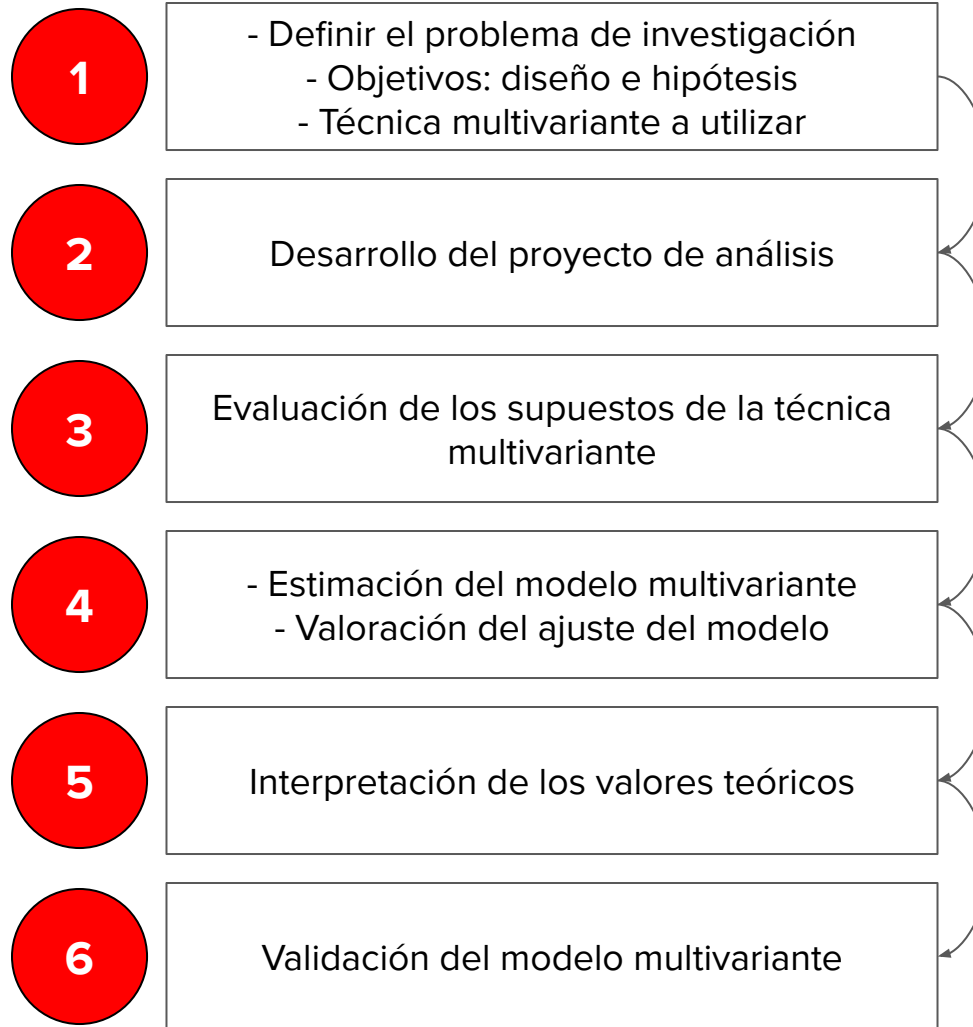 1
- Definir el problema de investigación
- Objetivos: diseño e hipótesis
- Técnica multivariante a utilizar
2
Desarrollo del proyecto de análisis
3
Evaluación de los supuestos de la técnica
multivariante
4
- Estimación del modelo multivariante
- Valoración del ajuste del modelo
5
Interpretación de los valores teóricos
6
Validación del modelo multivariante